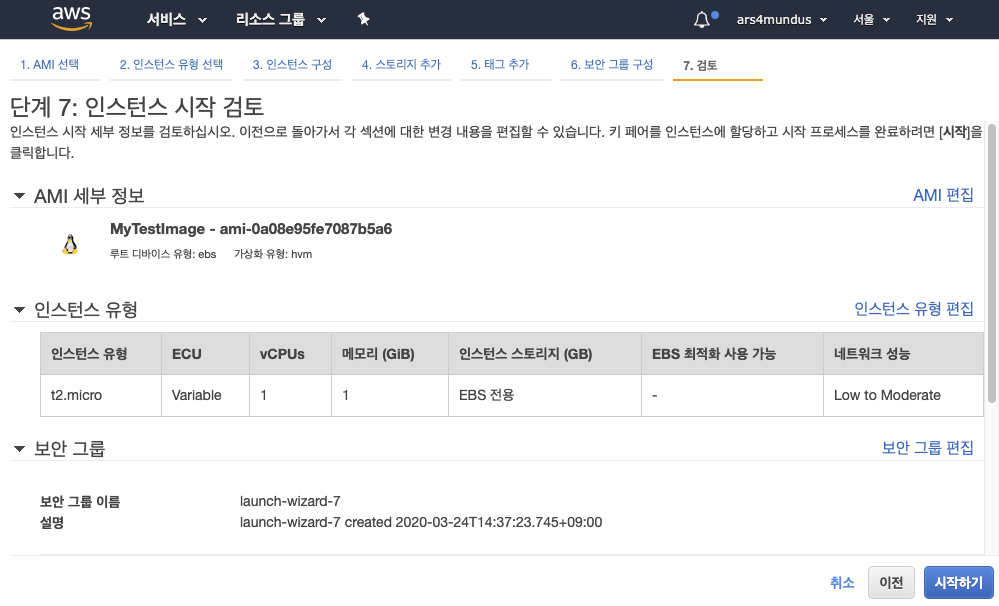 aws 서비스 리소스 그룹 ars4mundus 서울 지원
1. AMI 선택 2. 인스턴스 유형 선택 3. 인스턴스 구성 4. 스토리지 추가 5. 태그 추가 6. 보안 그룹 구성 7. 검토
단계 7: 인스턴스 시작 검토
인스턴스 시작 세부 정보를 검토하십시오. 이전으로 돌아가서 각 섹션에 대한 변경 내용을 편집할 수 있습니다. 키 페어를 인스턴스에 할당하고 시작 프로세스를 완료하려면 [시작]을
클릭합니다.
AMI 세부 정보 AMI 편집
MyTestImage - ami-0a08e95fe7087b5a6
루트 디바이스 유형: ebs 가상화 유형: hvm
인스턴스 유형 인스턴스 유형 편집
인스턴스 유형 ECU vCPUs 메모리 (GiB) 인스턴스 스토리지 (GB) EBS 최적화 사용 가능 네트워크 성능
t2.micro Variable 1 1 EBS 전용 - Low to Moderate
보안 그룹 보안 그룹 편집
보안 그룹 이름 launch-wizard-7
설명 launch-wizard-7 created 2020-03-24T14:37:23.745+09:00
취소 이전 시작하기